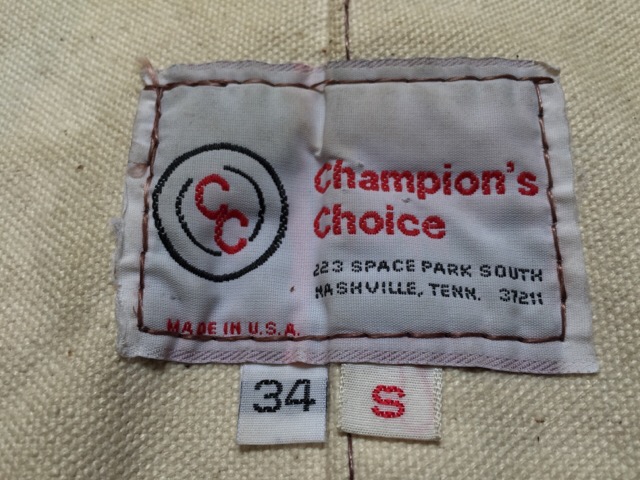 CC
Champion's
Choice
223 SPACE PARK SOUTH
NASHVILLE, TENN. 37211
MADE IN U.S.A.
34 S